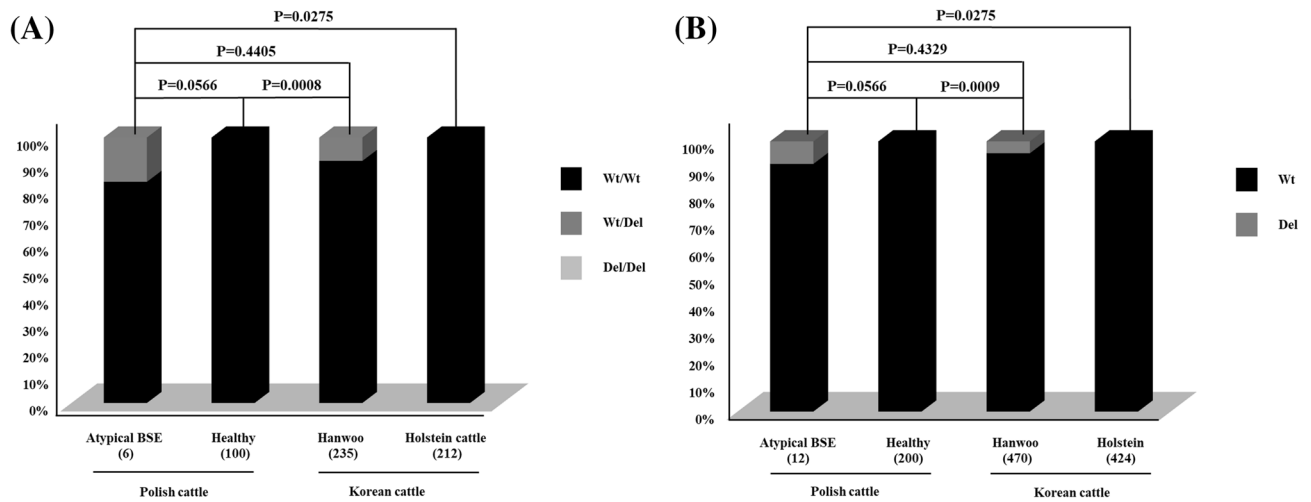 (A)
P=0.0275
P=0.4405
P=0.0566
P=0.0008
100%
90%
80%
70%
60%
50%
40%
30%
20%
10%
0%
Wt/Wt
Wt/Del
Del/Del
Atypical BSE Healthy Hanwoo Holstein cattle
(6) (100) (235) (212)
Polish cattle Korean cattle
(B)
P=0.0275
P=0.4329
P=0.0566
P=0.0009
100%
90%
80%
70%
60%
50%
40%
30%
20%
10%
0%
Wt
Del
Atypical BSE Healthy Hanwoo Holstein
(12) (200) (470) (424)
Polish cattle Korean cattle